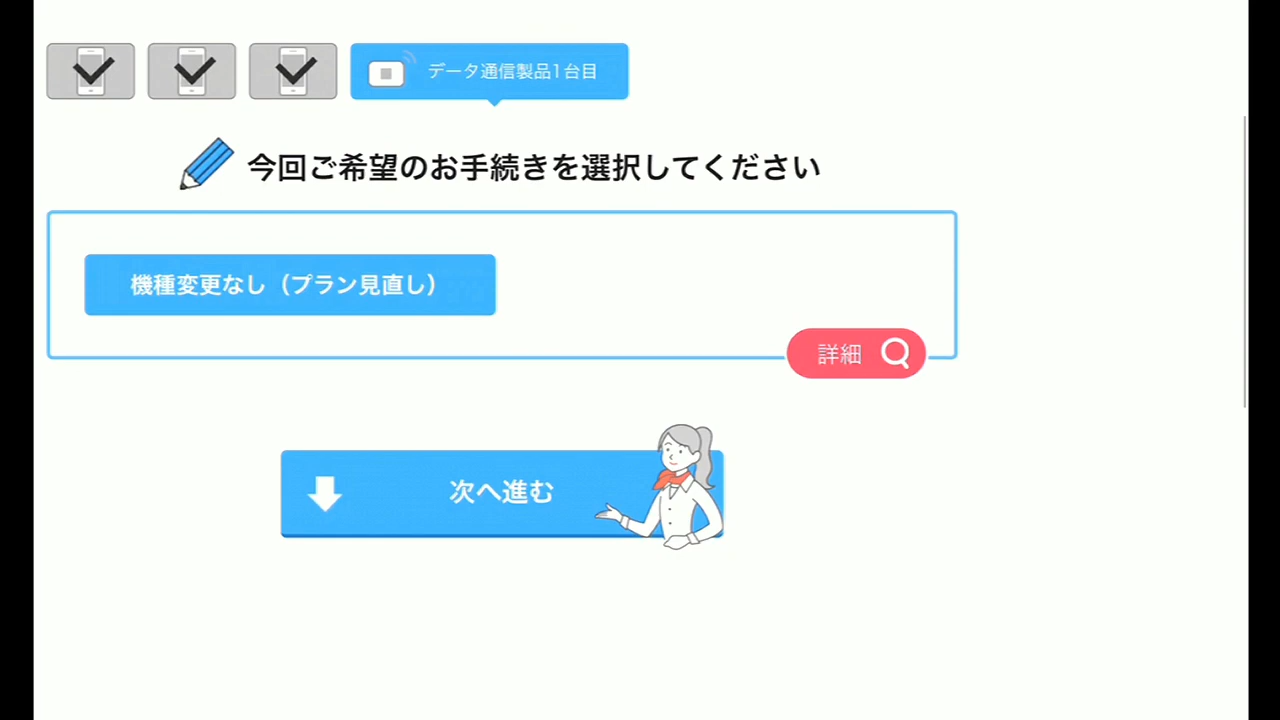 データ通信製品1台目
今回ご希望のお手続きを選択してください
機種変更なし（プラン見直し）
詳細
次へ進む